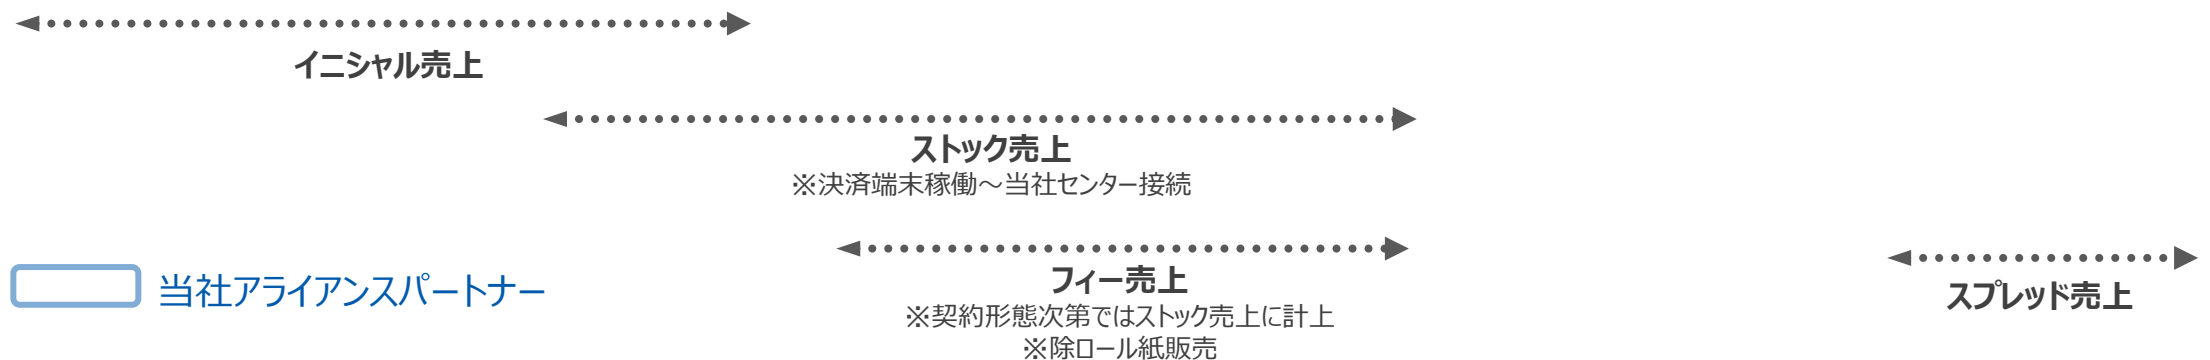 イニシャル売上
ストック売上
※決済端末稼働～当社センター接続
フィー売上
※契約形態次第ではストック売上に計上
※除ロール紙販売
スプレッド売上
当社アライアンスパートナー